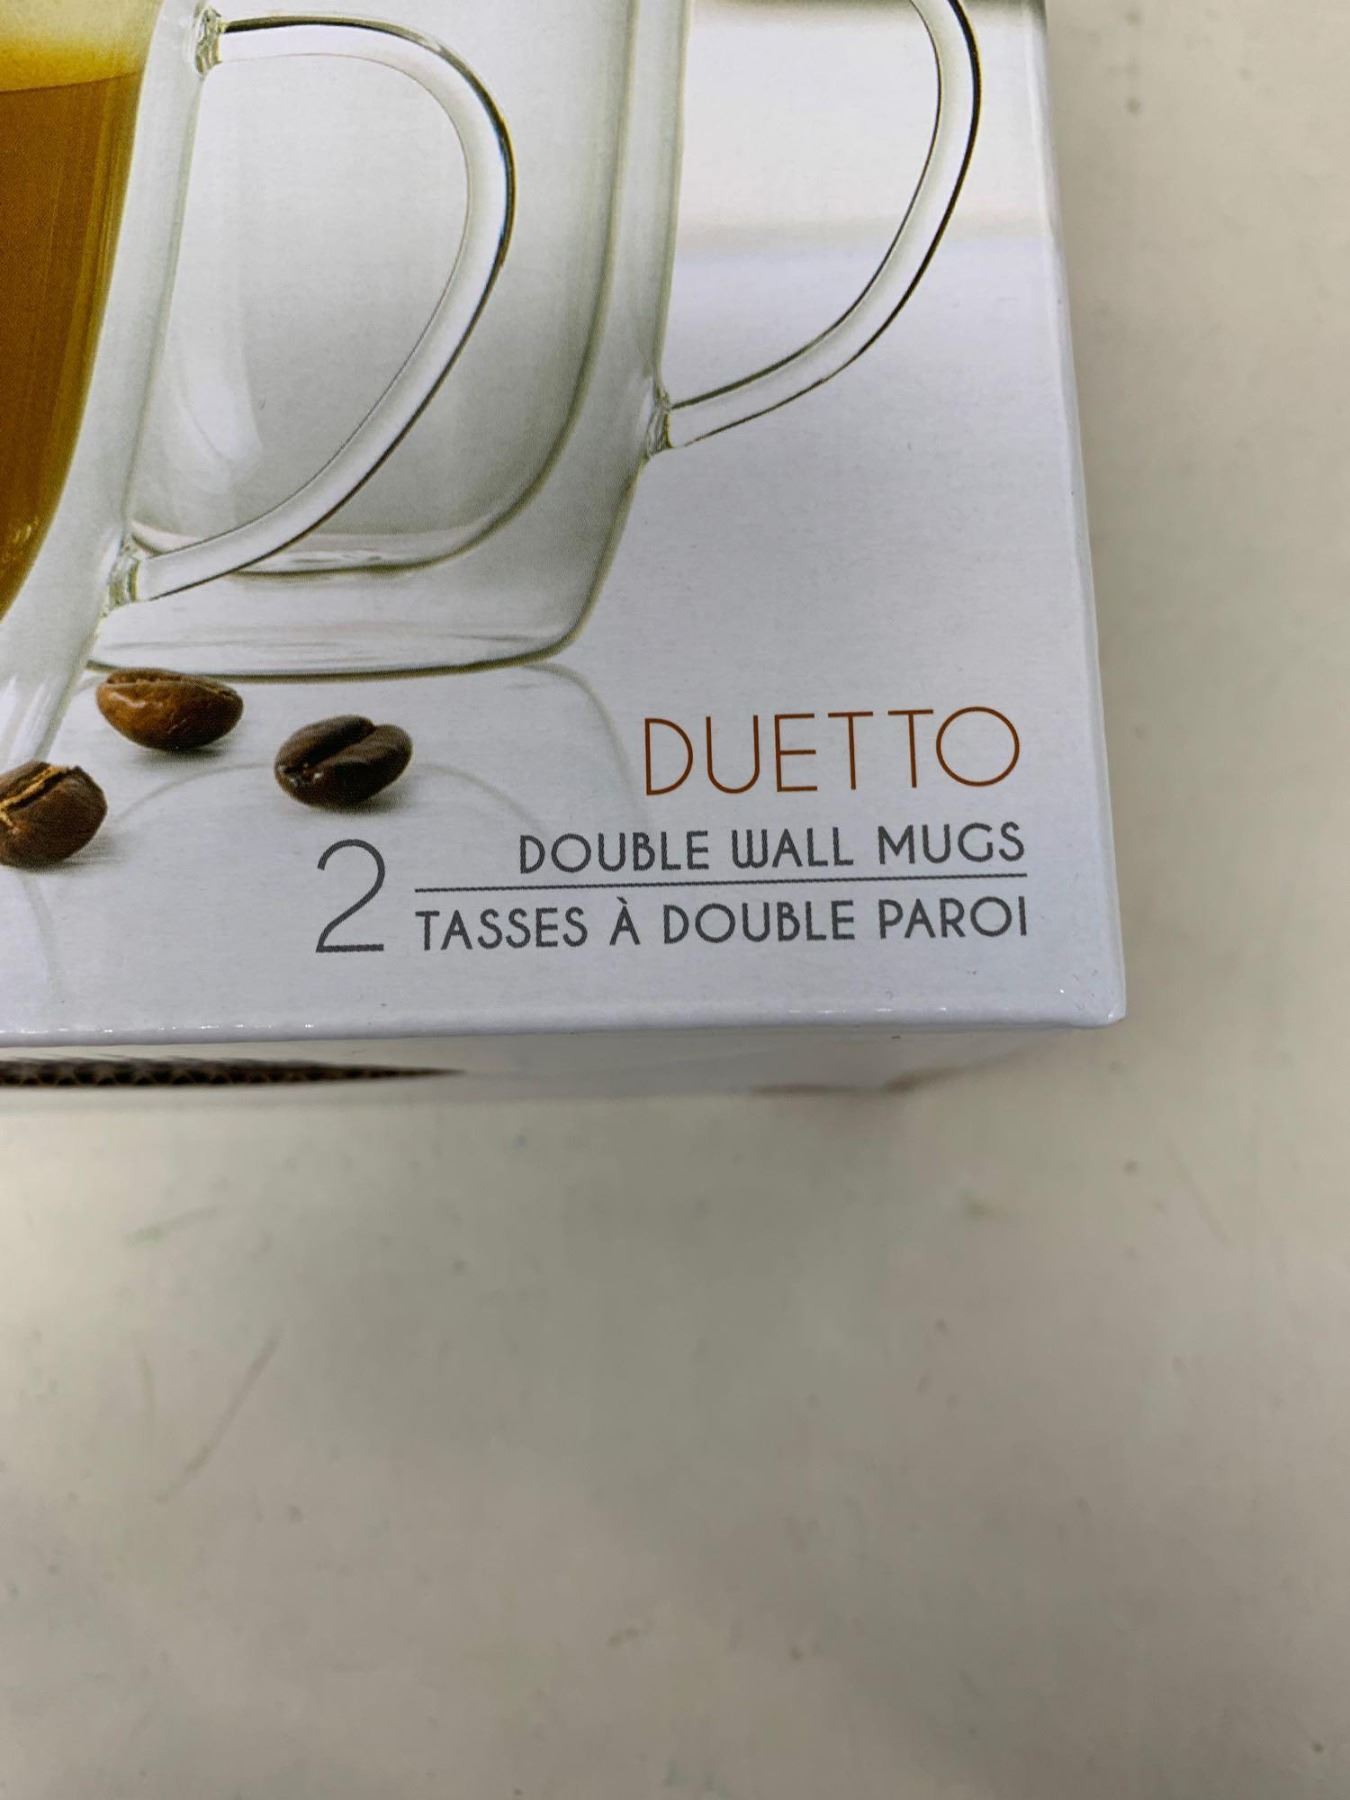 DUETTO
2
DOUBLE WALL MUGS
TASSES À DOUBLE PAROI